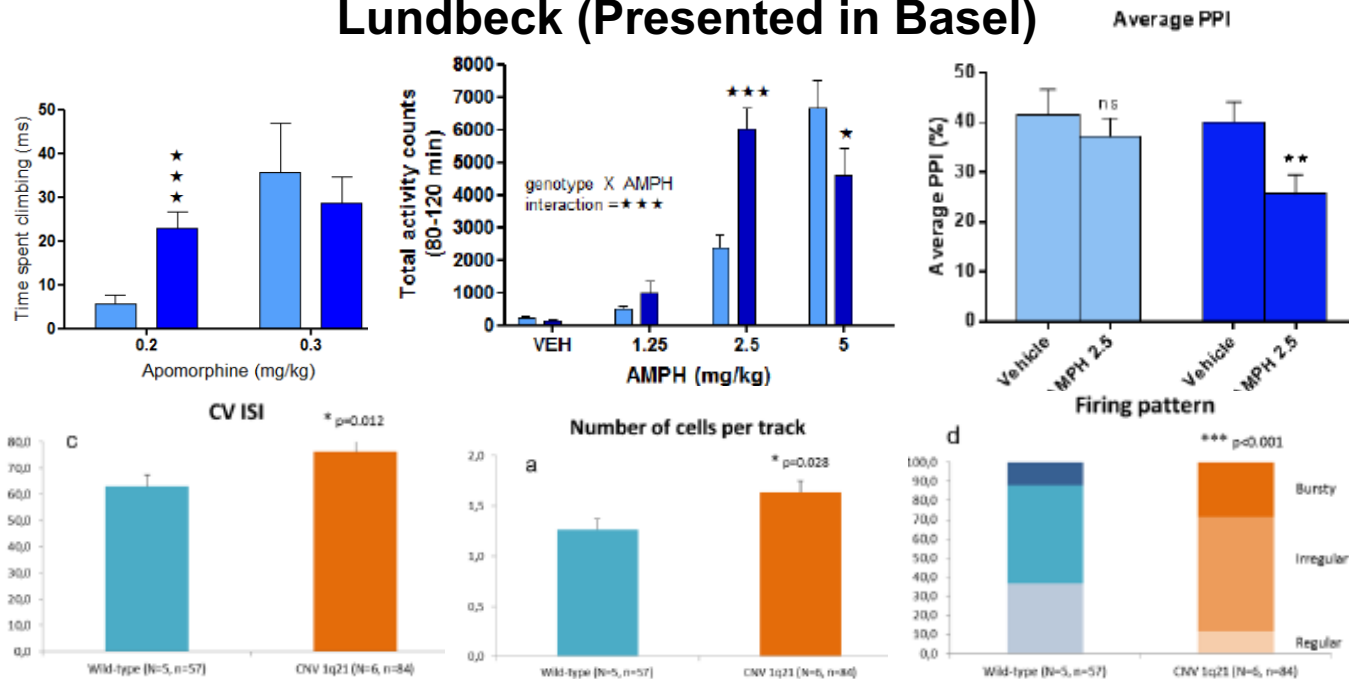 Lundbeck (Presented in Basel)
Time spent climbing (ms)
50
40
30
20
10
0
★
★
★
0.2
0.3
Apomorphine (mg/kg)
Total activity counts
(80-120 min)
8000
7000
6000
5000
4000
3000
2000
1000
0
genotype X AMPH
interaction =★★★
★★★
★
VEH
1.25
2.5
5
AMPH (mg/kg)
Average PPI
Average PPI (%)
50
40
30
20
10
0
ns
★★
Vehicle
AMPH 2.5
Vehicle
AMPH 2.5
CV ISI
c
* p=0.012
80,0
70,0
60,0
50,0
40,0
30,0
20,0
10,0
0,0
Wild-type (N=5, n=57)
CNV 1q21 (N=6, n=84)
Number of cells per track
a
* p=0.028
2,0
1,5
1,0
0,5
0,0
Wild-type (N=5, n=57)
CNV 1q21 (N=6, n=84)
Firing pattern
d
*** p<0.001
100,0
90,0
80,0
70,0
60,0
50,0
40,0
30,0
20,0
10,0
0,0
Bursty
Irregular
Regular
Wild-type (N=5, n=57)
CNV 1q21 (N=6, n=84)